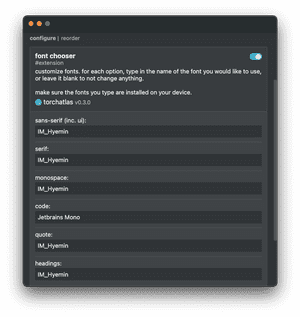 configure | reorder
font chooser
#extension
customize fonts. for each option, type in the name of the font you would like to use,
or leave it blank to not change anything.
make sure the fonts you type are installed on your device.
torchatlas v0.3.0
sans-serif (inc. ui):
IM_Hyemin
serif:
IM_Hyemin
monospace:
IM_Hyemin
code:
Jetbrains Mono
quote:
IM_Hyemin
headings:
IM_Hyemin